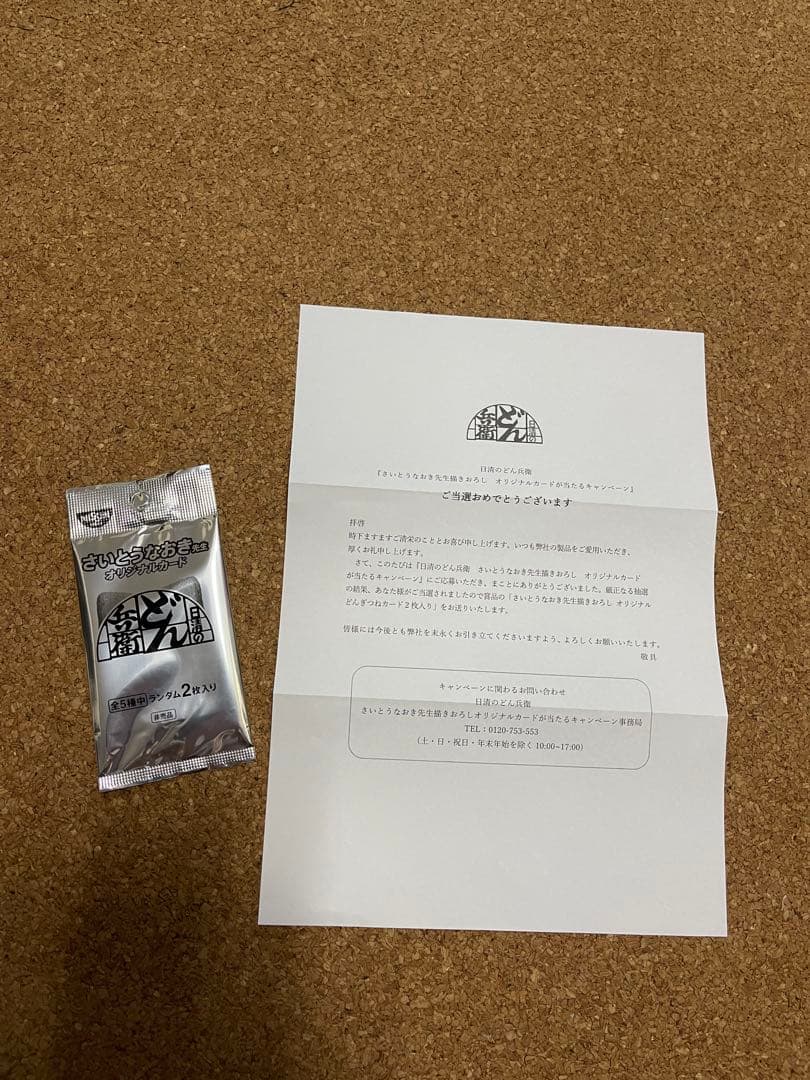 さいとうなおき先生
オリジナルカード
日清の
どん
兵衛
全5種中 ランダム2枚入り
非売品
日清の
どん
兵衛
日清のどん兵衛
『さいとうなおき先生描きおろし　オリジナルカードが当たるキャンペーン』
ご当選おめでとうございます
拝啓
時下ますますご清栄のこととお喜び申し上げます。いつも弊社の製品をご愛用いただき、
厚くお礼申し上げます。
　さて、このたびは『日清のどん兵衛　さいとうなおき先生描きおろし　オリジナルカード
が当たるキャンペーン』にご応募いただき、まことにありがとうございました。厳正なる抽選
の結果、あなた様がご当選されましたので賞品の「さいとうなおき先生描きおろし オリジナル
どんぎつねカード２枚入り」をお送りいたします。
皆様には今後とも弊社を末永くお引き立てくださいますよう、よろしくお願いいたします。
敬具
キャンペーンに関わるお問い合わせ
日清のどん兵衛
さいとうなおき先生描きおろしオリジナルカードが当たるキャンペーン事務局
TEL：0120-753-553
（土・日・祝日・年末年始を除く 10:00~17:00）